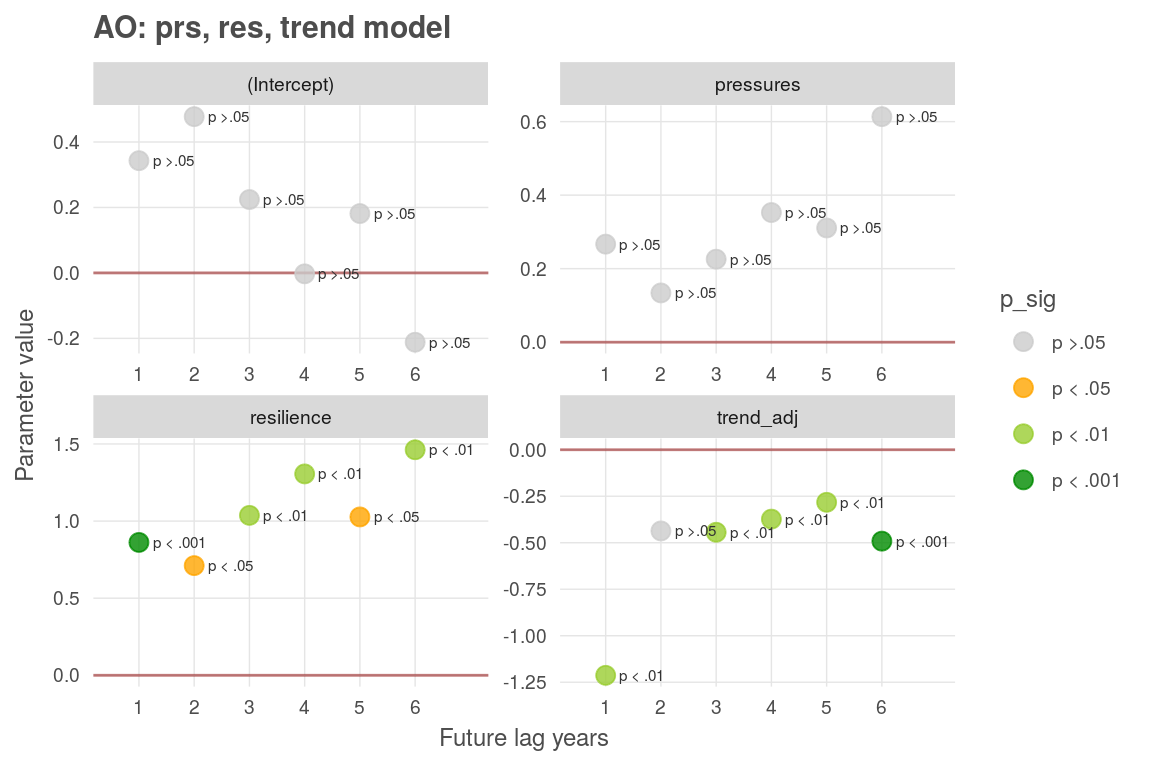 AO: prs, res, trend model
(Intercept)
pressures
0.4
0.2
0.0
-0.2
p >.05
p >.05
p >.05
p >.05
p >.05
p >.05
1 2 3 4 5 6
0.6
0.4
0.2
0.0
p >.05
p >.05
p >.05
p >.05
p >.05
p >.05
1 2 3 4 5 6
resilience
trend_adj
1.5
1.0
0.5
0.0
p < .001
p < .05
p < .01
p < .01
p < .05
p < .01
1 2 3 4 5 6
0.00
-0.25
-0.50
-0.75
-1.00
-1.25
p < .01
p >.05
p < .01
p < .01
p < .01
p < .001
1 2 3 4 5 6
Parameter value
Future lag years
p_sig
p >.05
p < .05
p < .01
p < .001